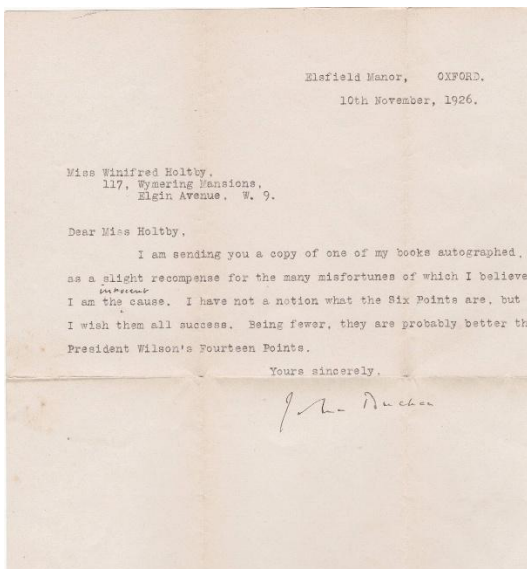 Elsfield Manor, OXFORD.
10th November, 1926.
Miss Winifred Holtby,
117, Wymering Mansions,
Elgin Avenue, W. 9.
Dear Miss Holtby,
I am sending you a copy of one of my books autographed,
as a slight recompense for the many misfortunes of which I believe
innocent
I am the cause. I have not a notion what the Six Points are, but
I wish them all success. Being fewer, they are probably better th
President Wilson's Fourteen Points.
Yours sincerely,
John Buchan